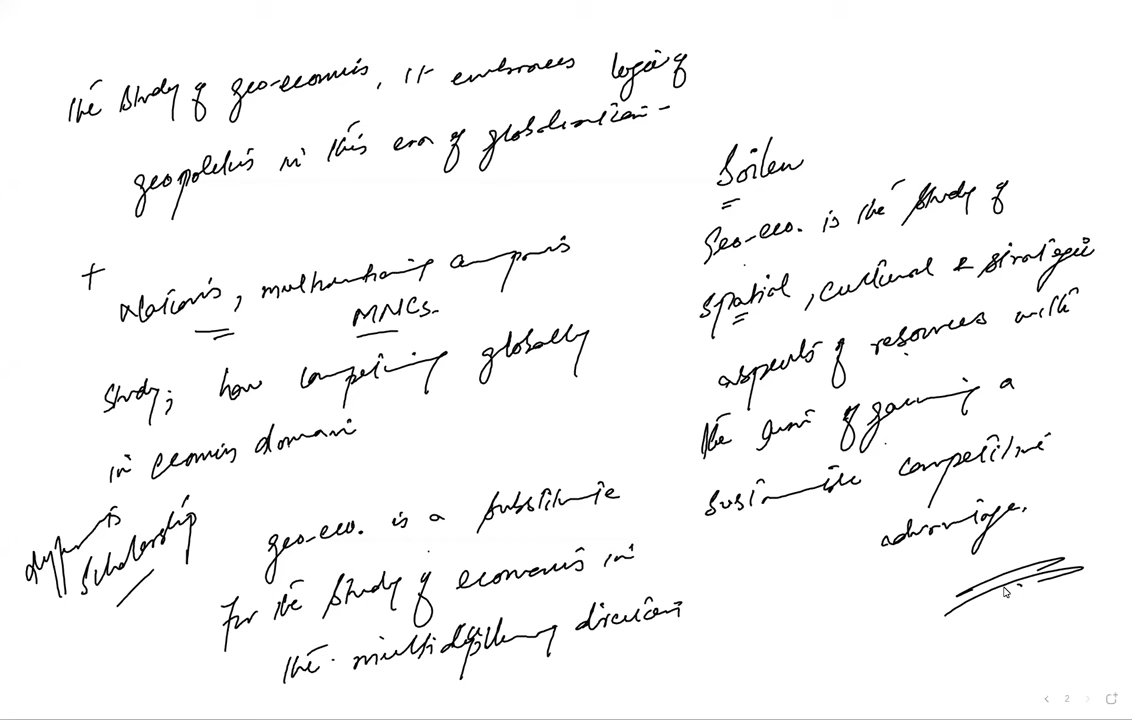 The study of geo-economics, it embraces logic of
geopolitics in this era of globalization -
+
Nations, multinational companies
MNCs.
study; how competing globally
in economics domain
scholarship
geo-eco. is a substitute
For the study of economics in
the multidisciplinary direction
Soilen
Geo-eco. is the study of
spatial, cultural & strategic
aspects of resources with
the aim of gaining a
sustainable competitive
advantage.
2